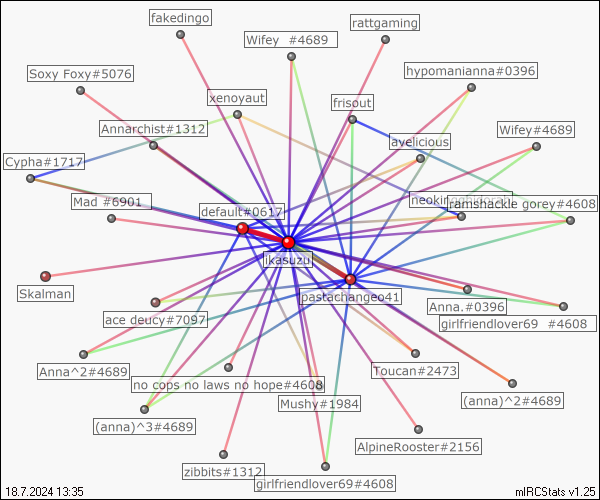 fakedingo
rattgaming
Wifey #4689
Soxy Foxy#5076
hypomanianna#0396
xenoyaut
frisout
Annarchist#1312
Wifey#4689
avelicious
Cypha#1717
Mad #6901
ramshackle gorey#4608
default#0617
likasuzu
pastachangeo41
Skalman
Anna.#0396
ace deucy#7097
girlfriendlover69 #4608
Anna^2#4689
Toucan#2473
no cops no laws no hope#4608
(anna)^2#4689
Mushy#1984
(anna)^3#4689
AlpineRooster#2156
zibbits#1312
girlfriendlover69#4608
18.7.2024 13:35
mIRCStats v1.25